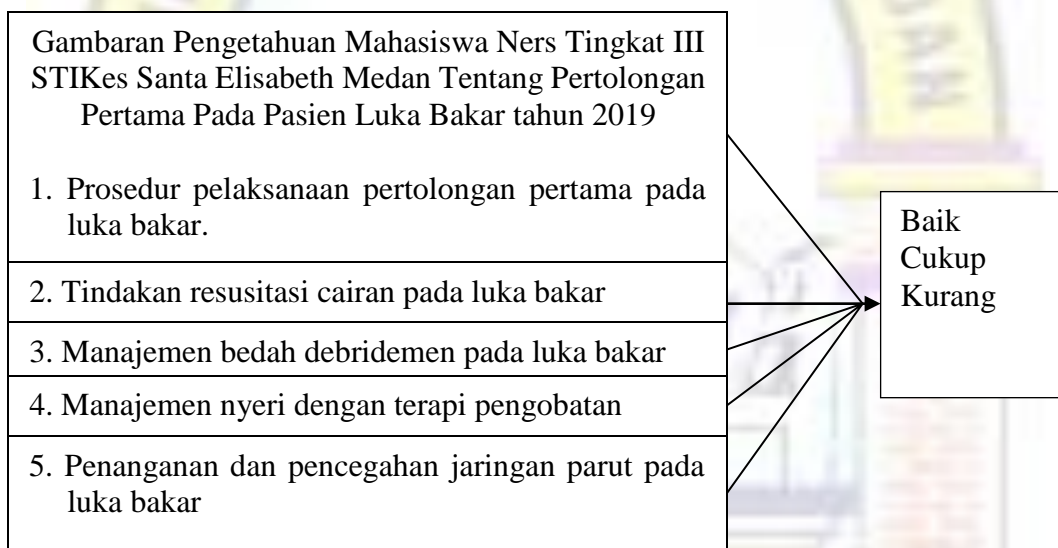 Gambaran Pengetahuan Mahasiswa Ners Tingkat III
STIKes Santa Elisabeth Medan Tentang Pertolongan
Pertama Pada Pasien Luka Bakar tahun 2019
1. Prosedur pelaksanaan pertolongan pertama pada
luka bakar.
2. Tindakan resusitasi cairan pada luka bakar
3. Manajemen bedah debridemen pada luka bakar
4. Manajemen nyeri dengan terapi pengobatan
5. Penanganan dan pencegahan jaringan parut pada
luka bakar
Baik
Cukup
Kurang